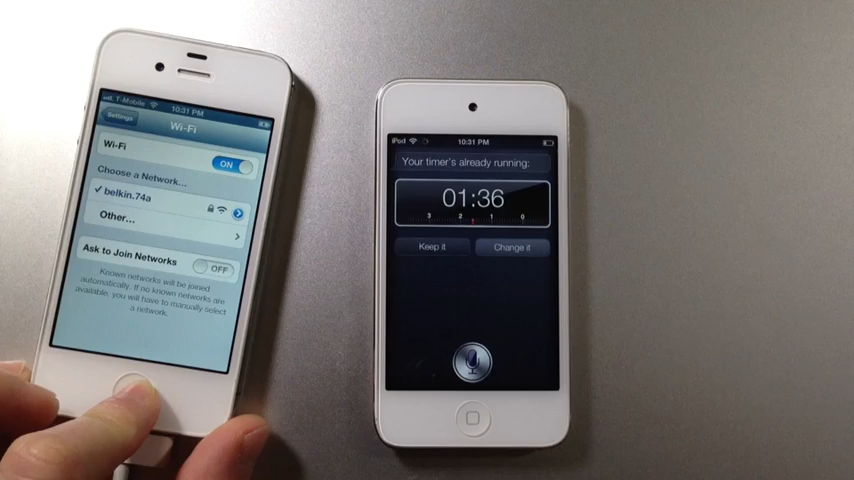 T-Mobile
10:31 PM
Settings
Wi-Fi
Wi-Fi
ON
Choose a Network...
✓ belkin.74a
Other...
Ask to Join Networks
OFF
Known networks will be joined
automatically. If no known networks are
available, you will have to manually select
a network.
iPod
10:31 PM
Your timer's already running:
01:36
3 2 1 0
Keep it
Change it